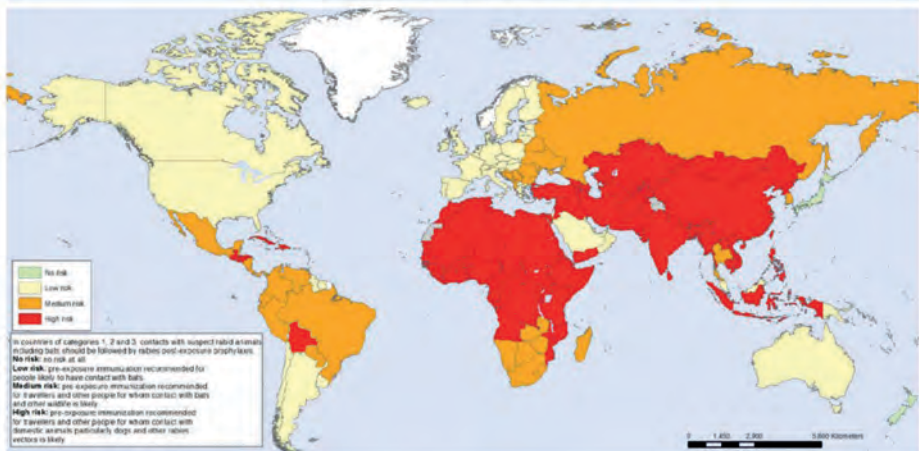 No risk
Low risk
Medium risk
High risk
In countries of categories 1, 2 and 3, contacts with suspect rabid animals
including bats should be followed by rabies post-exposure prophylaxis.
No risk: no risk at all
Low risk: pre-exposure immunization recommended for
people likely to have contact with bats.
Medium risk: pre-exposure immunization recommended
for travellers and other people for whom contact with bats
and other wildlife is likely.
High risk: pre-exposure immunization recommended
for travellers and other people for whom contact with
domestic animals particularly dogs and other rabies
vectors is likely.
0 1,450 2,900 Kilometers